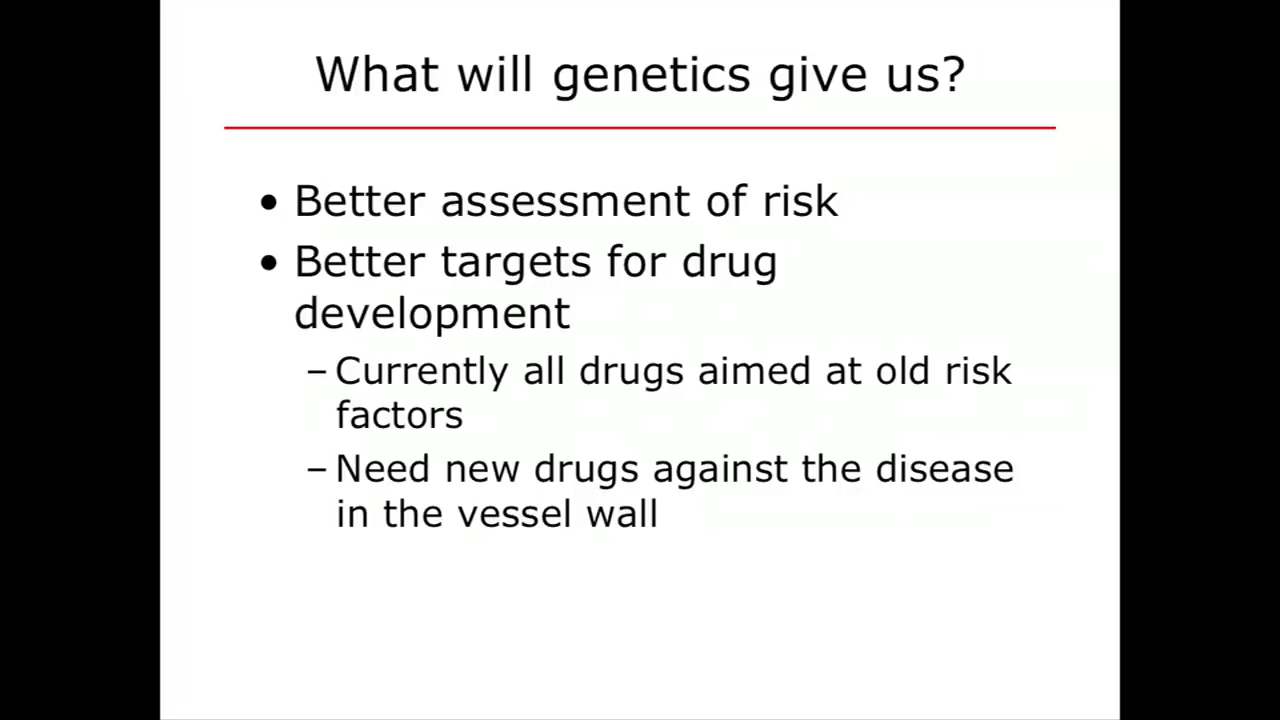 What will genetics give us?
• Better assessment of risk
• Better targets for drug
development
– Currently all drugs aimed at old risk
factors
– Need new drugs against the disease
in the vessel wall